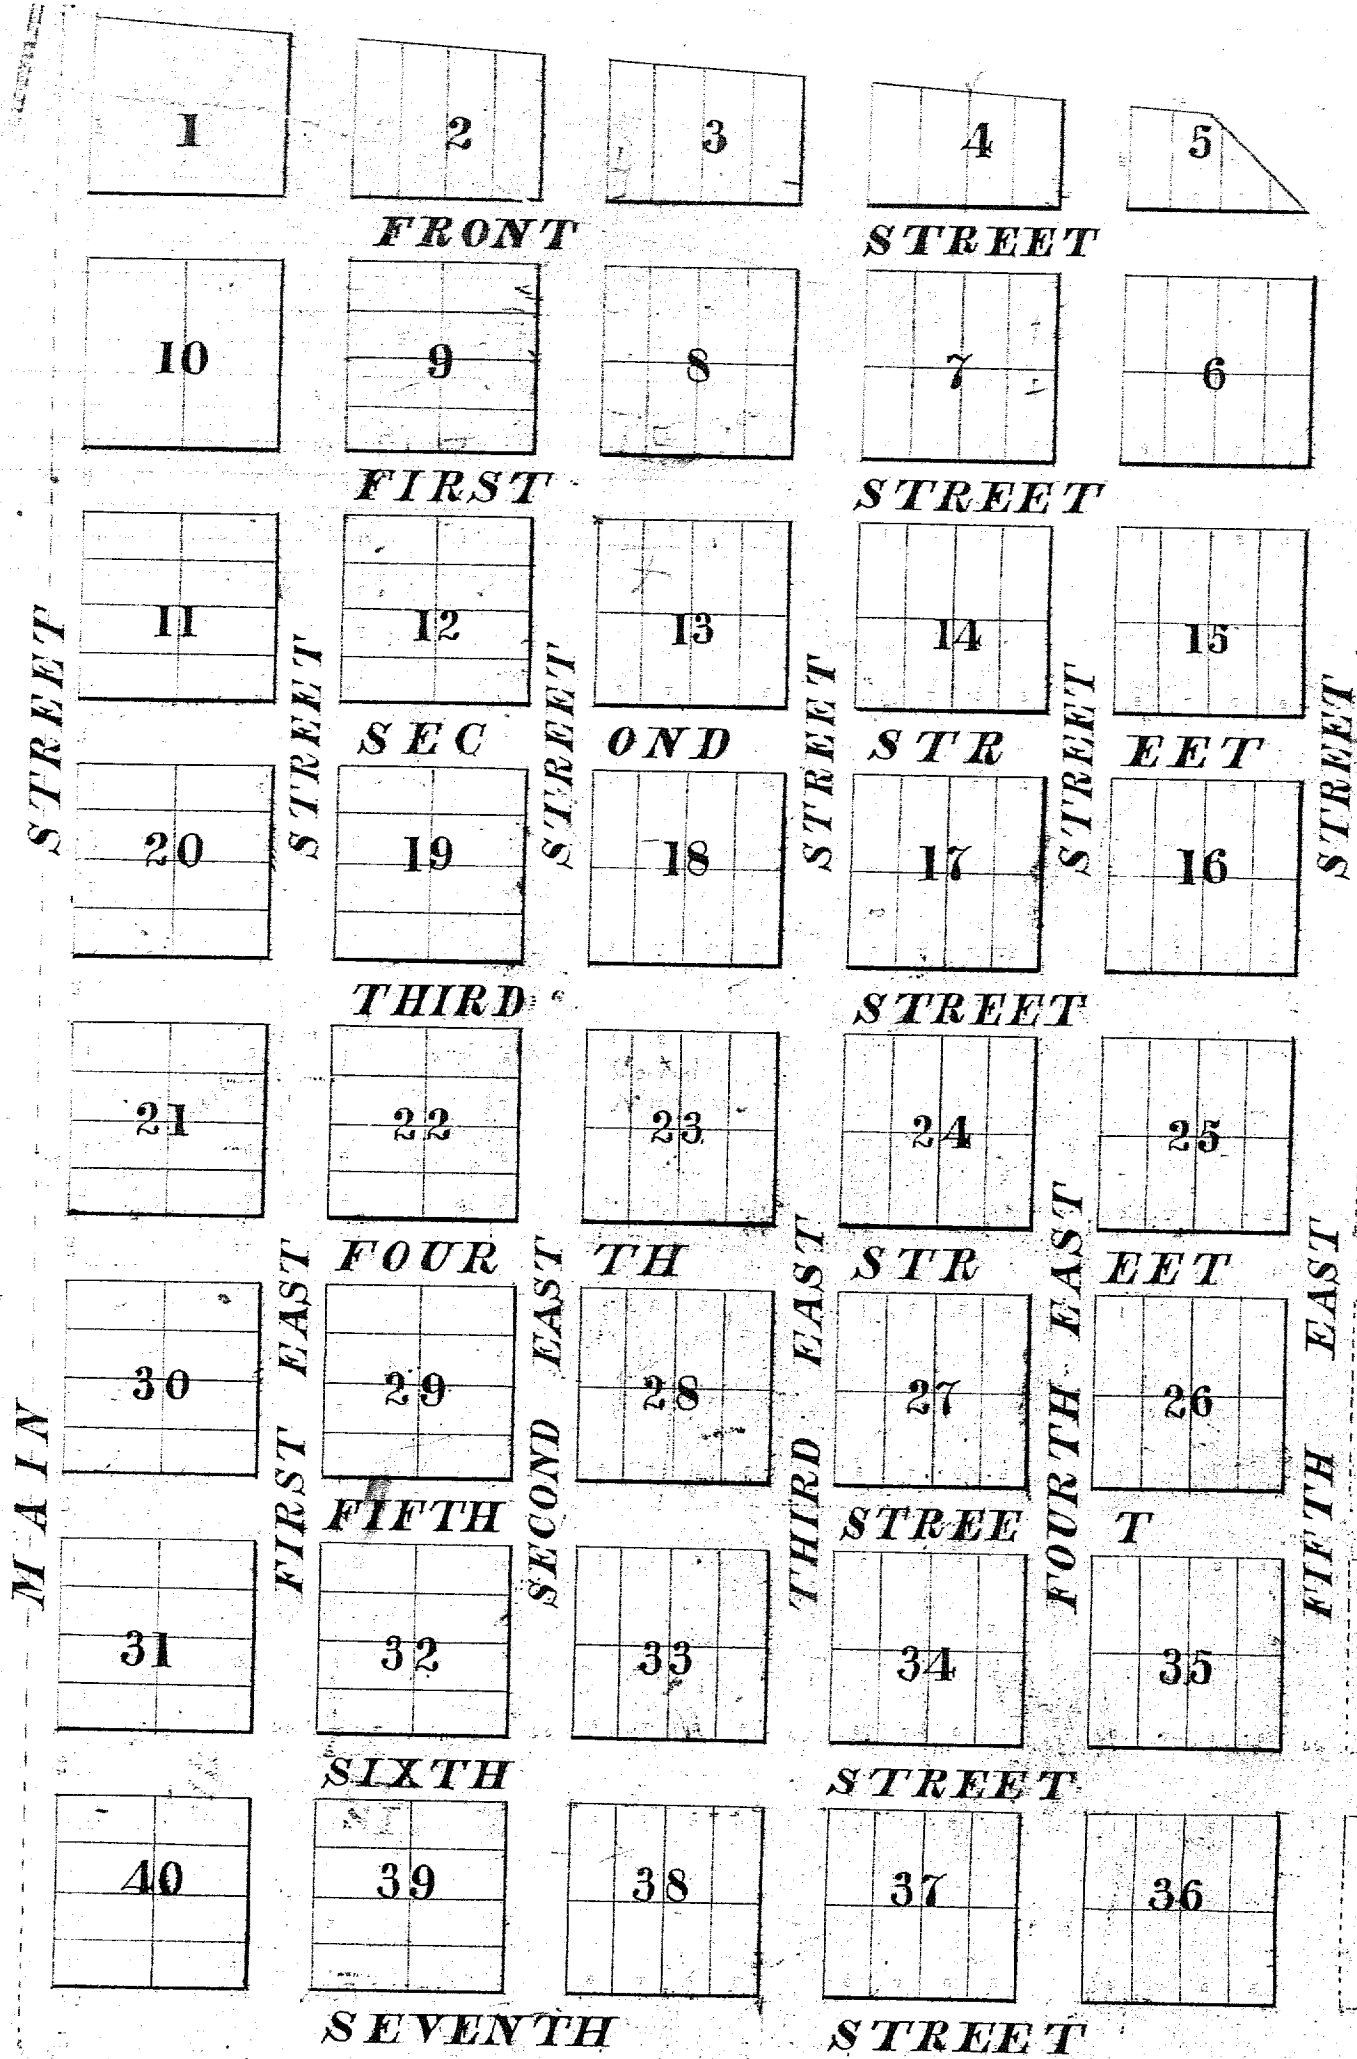 1 2 3 4 5
FRONT STREET
10 9 8 7 6
FIRST STREET
11 12 13 14 15
SEC OND STR EET
20 19 18 17 16
THIRD STREET
21 22 23 24 25
FOUR TH STR EET
30 29 28 27 26
FIFTH STREE T
31 32 33 34 35
SIXTH STREET
40 39 38 37 36
SEVENTH STREET
MAIN STREET
FIRST EAST STREET
SECOND EAST STREET
THIRD EAST STREET
FOURTH EAST STREET
FIFTH EAST STREET